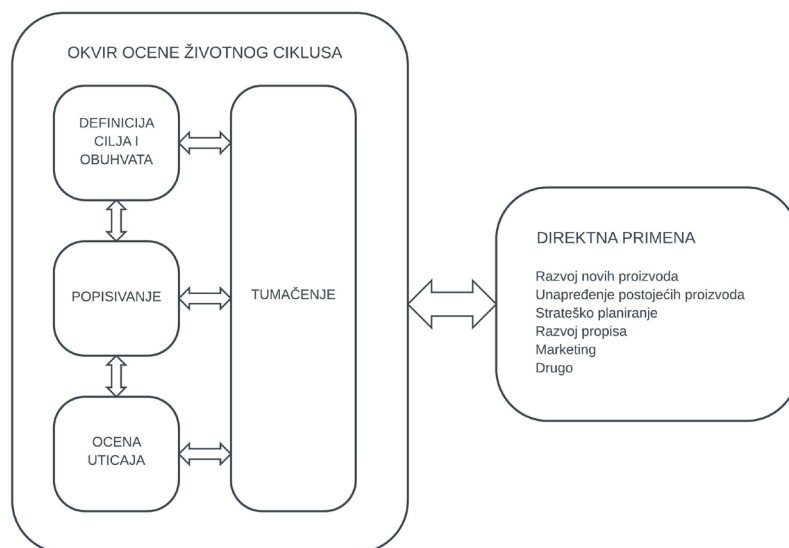 OKVIR OCENE ŽIVOTNOG CIKLUSA
DEFINICIJA
CILJA I
OBUHVATA
POPISIVANJE
OCENA
UTICAJA
TUMAČENJE
DIREKTNA PRIMENA
Razvoj novih proizvoda
Unapređenje postojećih proizvoda
Strateško planiranje
Razvoj propisa
Marketing
Drugo